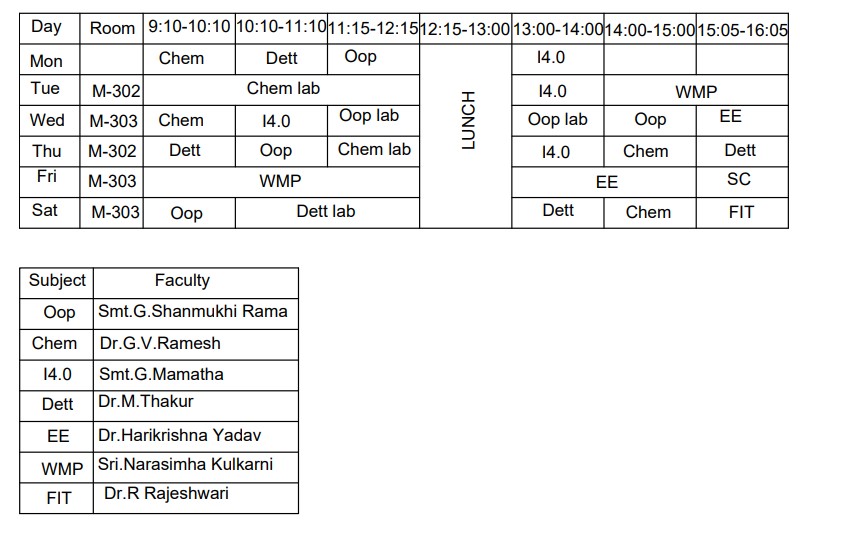 Day Room 9:10-10:10 10:10-11:10 11:15-12:15 12:15-13:00 13:00-14:00 14:00-15:00 15:05-16:05
Mon Chem Dett Oop LUNCH I4.0
Tue M-302 Chem lab I4.0 WMP
Wed M-303 Chem I4.0 Oop lab Oop lab Oop EE
Thu M-302 Dett Oop Chem lab I4.0 Chem Dett
Fri M-303 WMP EE SC
Sat M-303 Oop Dett lab Dett Chem FIT
Subject Faculty
Oop Smt.G.Shanmukhi Rama
Chem Dr.G.V.Ramesh
I4.0 Smt.G.Mamatha
Dett Dr.M.Thakur
EE Dr.Harikrishna Yadav
WMP Sri.Narasimha Kulkarni
FIT Dr.R Rajeshwari